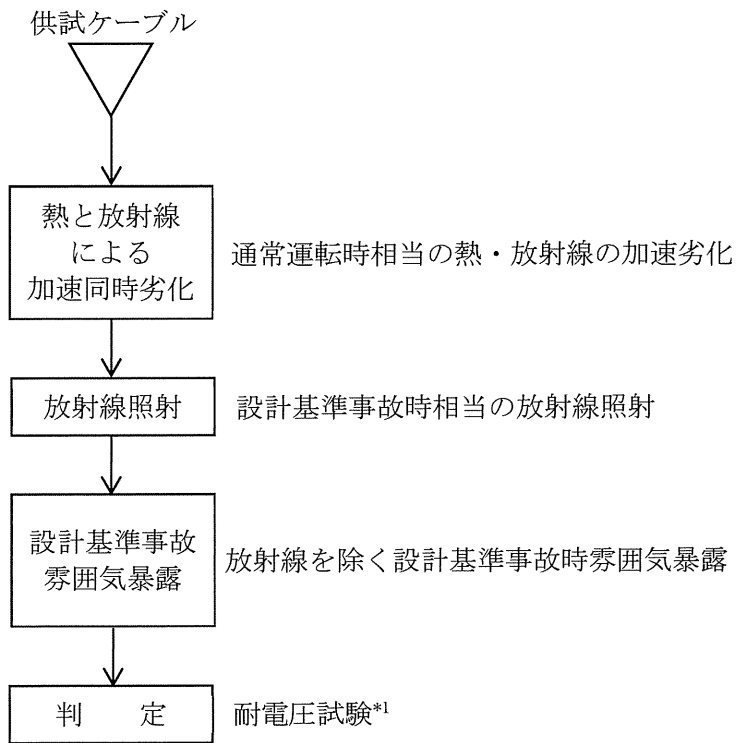 供試ケーブル
熱と放射線
による
加速同時劣化
通常運転時相当の熱・放射線の加速劣化
放射線照射
設計基準事故時相当の放射線照射
設計基準事故
雰囲気暴露
放射線を除く設計基準事故時雰囲気暴露
判 定
耐電圧試験*1